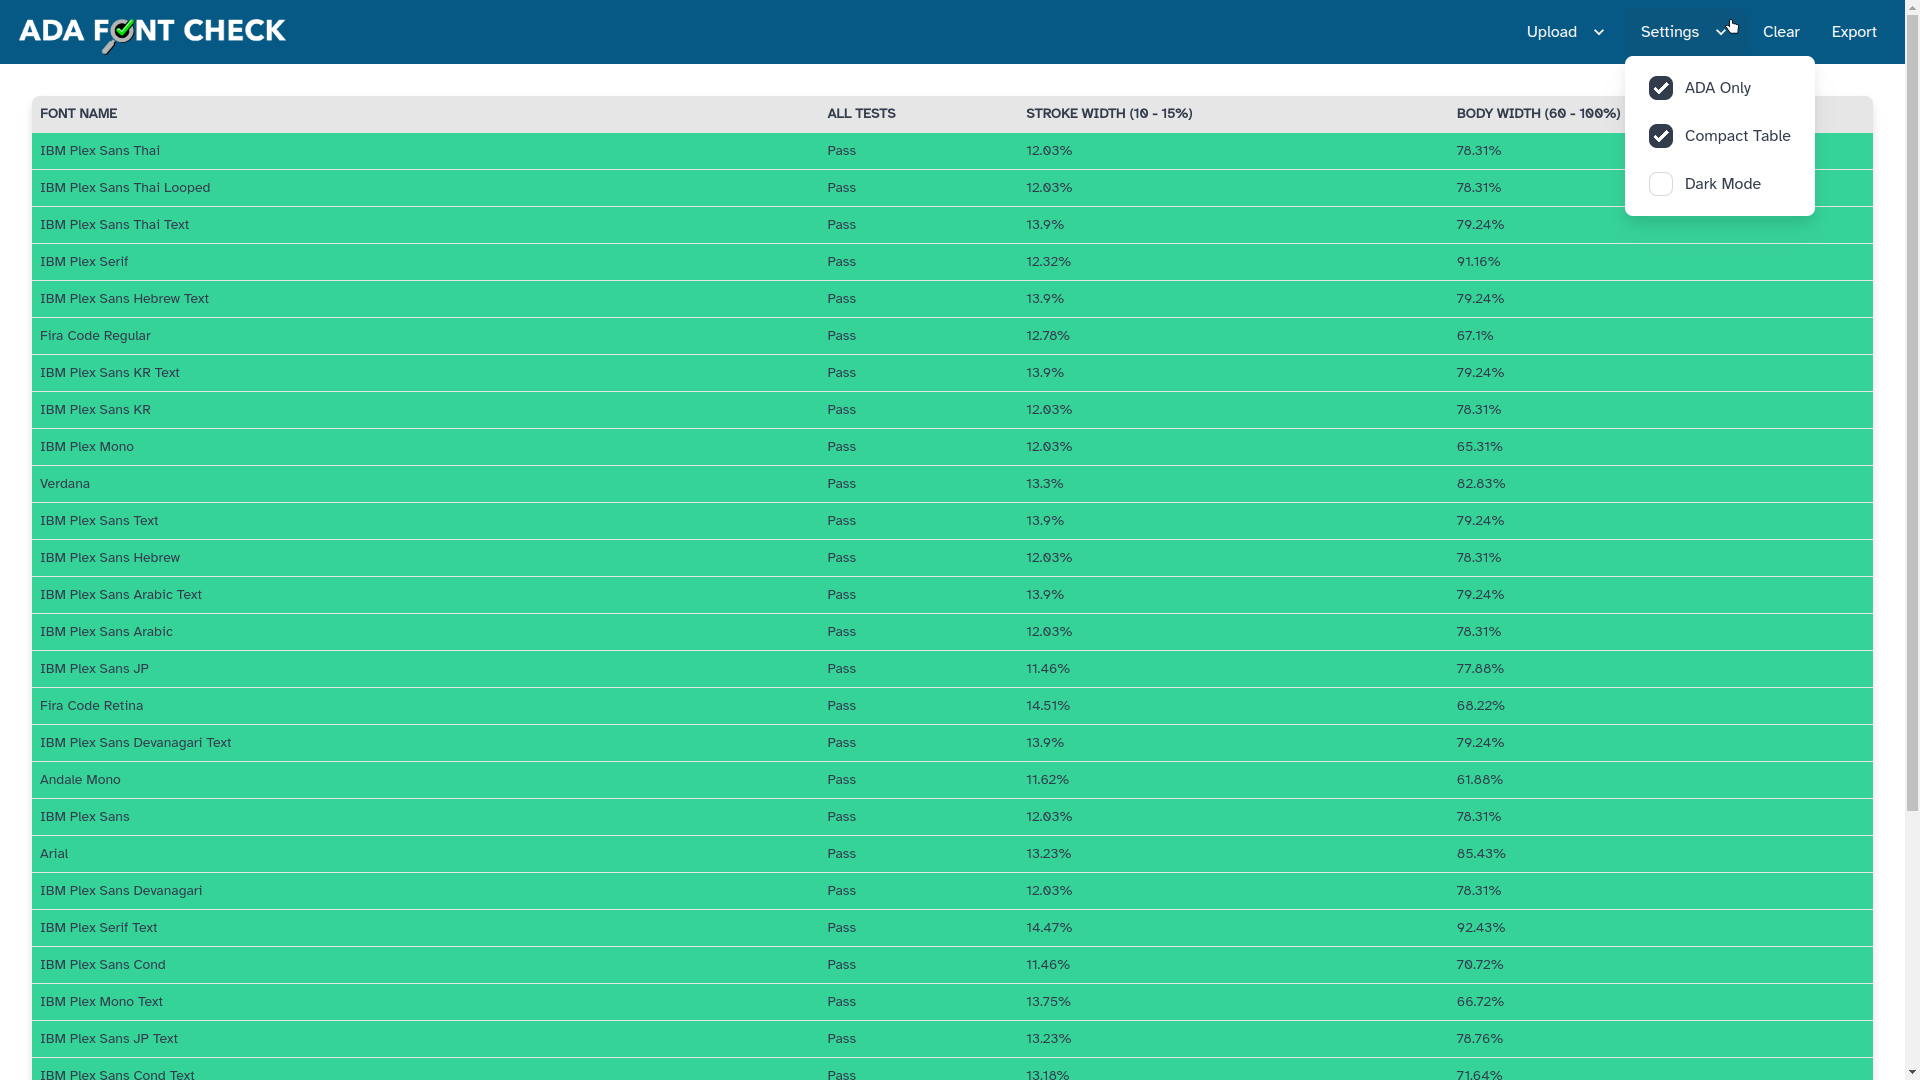 ADA FONT CHECK
Upload Settings Clear Export
ADA Only
Compact Table
Dark Mode
FONT NAME ALL TESTS STROKE WIDTH (10 - 15%) BODY WIDTH (60 - 100%)
IBM Plex Sans Thai Pass 12.03% 78.31%
IBM Plex Sans Thai Looped Pass 12.03% 78.31%
IBM Plex Sans Thai Text Pass 13.9% 79.24%
IBM Plex Serif Pass 12.32% 91.16%
IBM Plex Sans Hebrew Text Pass 13.9% 79.24%
Fira Code Regular Pass 12.78% 67.1%
IBM Plex Sans KR Text Pass 13.9% 79.24%
IBM Plex Sans KR Pass 12.03% 78.31%
IBM Plex Mono Pass 12.03% 65.31%
Verdana Pass 13.3% 82.83%
IBM Plex Sans Text Pass 13.9% 79.24%
IBM Plex Sans Hebrew Pass 12.03% 78.31%
IBM Plex Sans Arabic Text Pass 13.9% 79.24%
IBM Plex Sans Arabic Pass 12.03% 78.31%
IBM Plex Sans JP Pass 11.46% 77.88%
Fira Code Retina Pass 14.51% 68.22%
IBM Plex Sans Devanagari Text Pass 13.9% 79.24%
Andale Mono Pass 11.62% 61.88%
IBM Plex Sans Pass 12.03% 78.31%
Arial Pass 13.23% 85.43%
IBM Plex Sans Devanagari Pass 12.03% 78.31%
IBM Plex Serif Text Pass 14.47% 92.43%
IBM Plex Sans Cond Pass 11.46% 70.72%
IBM Plex Mono Text Pass 13.75% 66.72%
IBM Plex Sans JP Text Pass 13.23% 78.76%
IBM Plex Sans Cond Text Pass 13.18% 71.64%